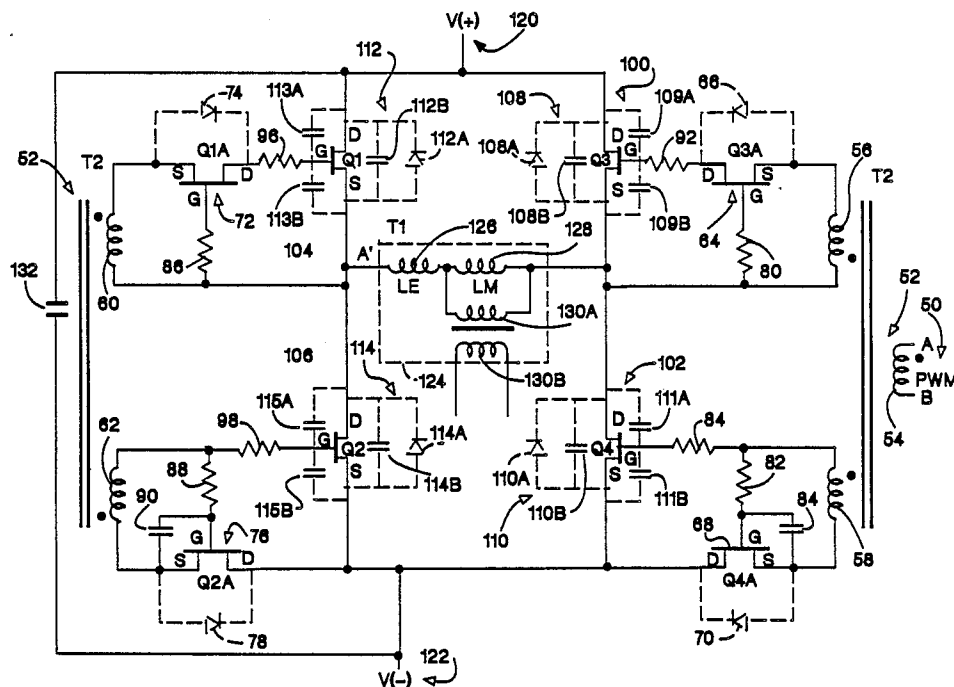 V(+)
120
112
100
113A
112B
108
109A
66
74
Q1A
96
D
G
Q1
S
112A
108A
D
G
Q3
S
92
Q3A
52
T2
S
D
G
D
S
G
56
T2
72
113B
108B
109B
64
132
60
86
104
T1
126
128
80
A'
LE
LM
130A
52
50
106
114
124
130B
102
A
PWM
B
54
115A
D
G
Q2
S
114A
111A
D
G
Q4
S
84
62
98
88
90
115B
114B
110A
110B
110
111B
82
84
58
76
G
S
D
Q2A
68
G
D
S
Q4A
78
70
122
V(-)